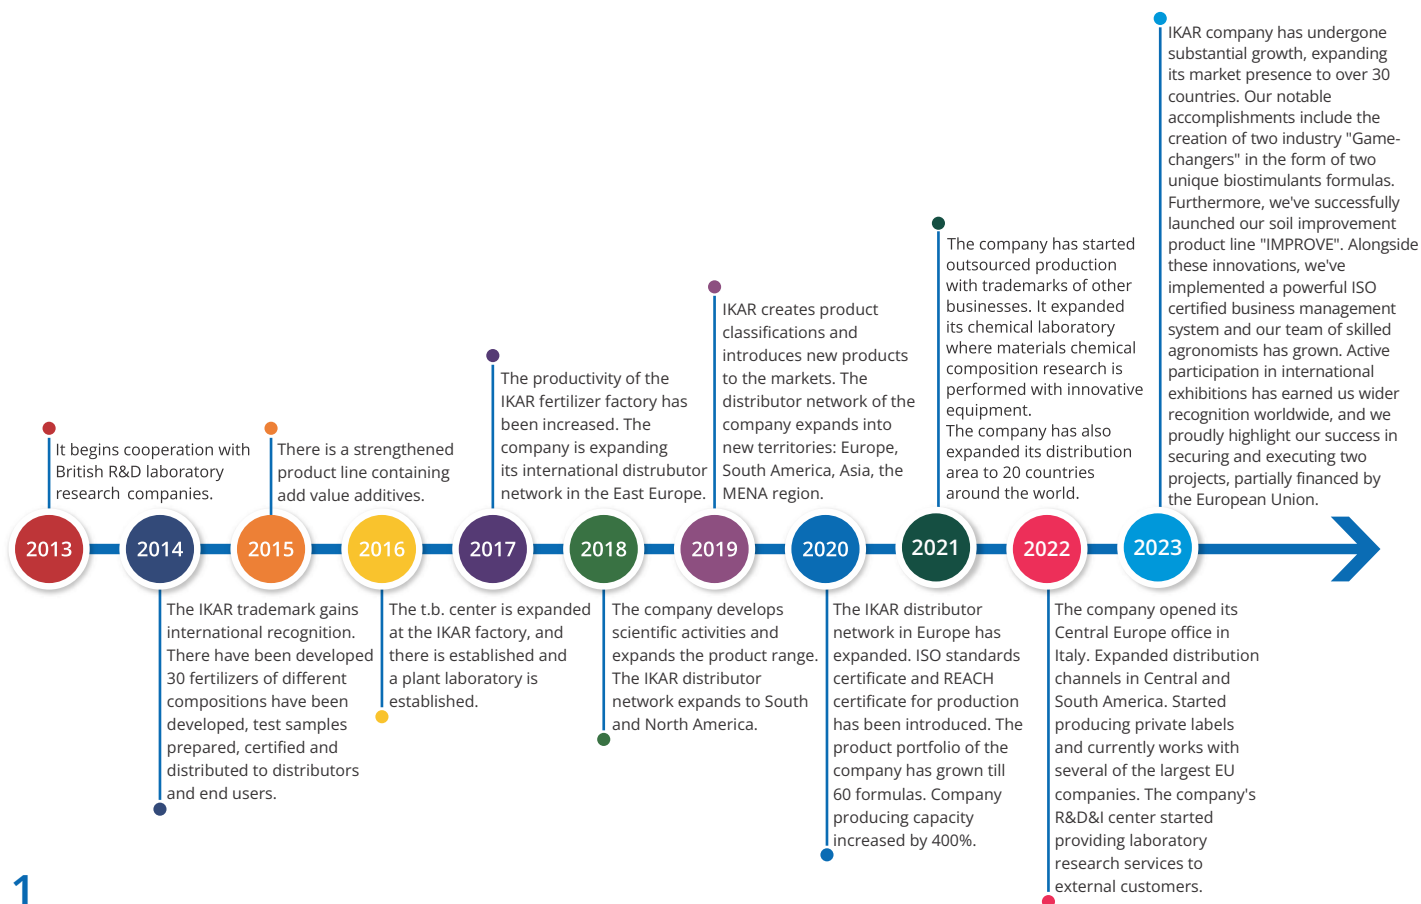 IKAR company has undergone
substantial growth, expanding
its market presence to over 30
countries. Our notable
accomplishments include the
creation of two industry "Game-
changers" in the form of two
unique biostimulants formulas.
Furthermore, we've successfully
launched our soil improvement
product line "IMPROVE". Alongside
these innovations, we've
implemented a powerful ISO
certified business management
system and our team of skilled
agronomists has grown. Active
participation in international
exhibitions has earned us wider
recognition worldwide, and we
proudly highlight our success in
securing and executing two
projects, partially financed by
the European Union.
The company has started
outsourced production
with trademarks of other
businesses. It expanded
its chemical laboratory
where materials chemical
composition research is
performed with innovative
equipment.
The company has also
expanded its distribution
area to 20 countries
around the world.
IKAR creates product
classifications and
introduces new products
to the markets. The
distributor network of the
company expands into
new territories: Europe,
South America, Asia, the
MENA region.
The productivity of the
IKAR fertilizer factory has
been increased. The
company is expanding
its international distrubutor
network in the East Europe.
There is a strengthened
product line containing
add value additives.
It begins cooperation with
British R&D laboratory
research companies.
2013
2014
2015
2016
2017
2018
2019
2020
2021
2022
2023
The IKAR trademark gains
international recognition.
There have been developed
30 fertilizers of different
compositions have been
developed, test samples
prepared, certified and
distributed to distributors
and end users.
The t.b. center is expanded
at the IKAR factory, and
there is established and
a plant laboratory is
established.
The company develops
scientific activities and
expands the product range.
The IKAR distributor
network expands to South
and North America.
The IKAR distributor
network in Europe has
expanded. ISO standards
certificate and REACH
certificate for production
has been introduced. The
product portfolio of the
company has grown till
60 formulas. Company
producing capacity
increased by 400%.
The company opened its
Central Europe office in
Italy. Expanded distribution
channels in Central and
South America. Started
producing private labels
and currently works with
several of the largest EU
companies. The company's
R&D&I center started
providing laboratory
research services to
external customers.
1